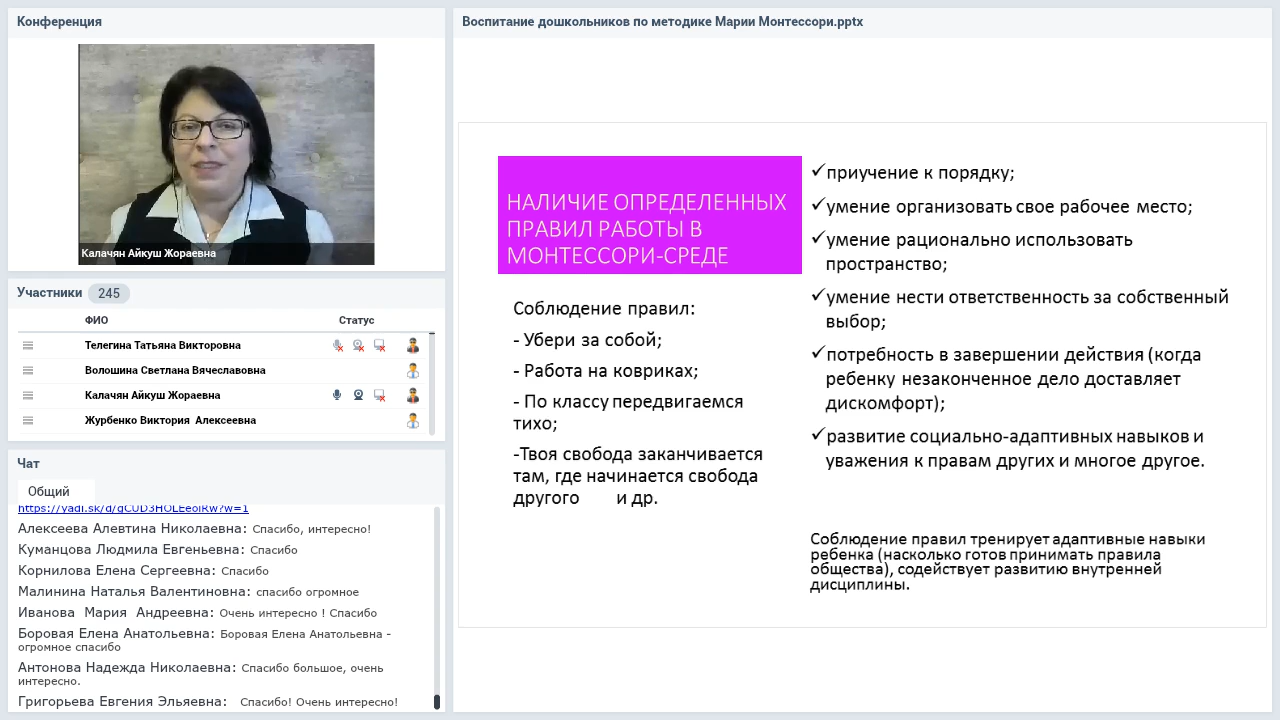 Конференция
Калачян Айкуш Жораевна
Участники 245
ФИО Статус
Телегина Татьяна Викторовна
Волошина Светлана Вячеславовна
Калачян Айкуш Жораевна
Журбенко Виктория Алексеевна
Чат
Общий
https://yadi.sk/d/gCUD3HOLEeoiRw?w=1
Алексеева Алевтина Николаевна: Спасибо, интересно!
Куманцова Людмила Евгеньевна: Спасибо
Корнилова Елена Сергеевна: Спасибо
Малинина Наталья Валентиновна: спасибо огромное
Иванова Мария Андреевна: Очень интересно ! Спасибо
Боровая Елена Анатольевна: Боровая Елена Анатольевна -
огромное спасибо
Антонова Надежда Николаевна: Спасибо большое, очень
интересно.
Григорьева Евгения Эльяевна: Спасибо! Очень интересно!
Воспитание дошкольников по методике Марии Монтессори.pptx
НАЛИЧИЕ ОПРЕДЕЛЕННЫХ
ПРАВИЛ РАБОТЫ В
МОНТЕССОРИ-СРЕДЕ
Соблюдение правил:
- Убери за собой;
- Работа на ковриках;
- По классу передвигаемся
тихо;
-Твоя свобода заканчивается
там, где начинается свобода
другого и др.
✓приучение к порядку;
✓умение организовать свое рабочее место;
✓умение рационально использовать
пространство;
✓умение нести ответственность за собственный
выбор;
✓потребность в завершении действия (когда
ребенку незаконченное дело доставляет
дискомфорт);
✓развитие социально-адаптивных навыков и
уважения к правам других и многое другое.
Соблюдение правил тренирует адаптивные навыки
ребенка (насколько готов принимать правила
общества), содействует развитию внутренней
дисциплины.